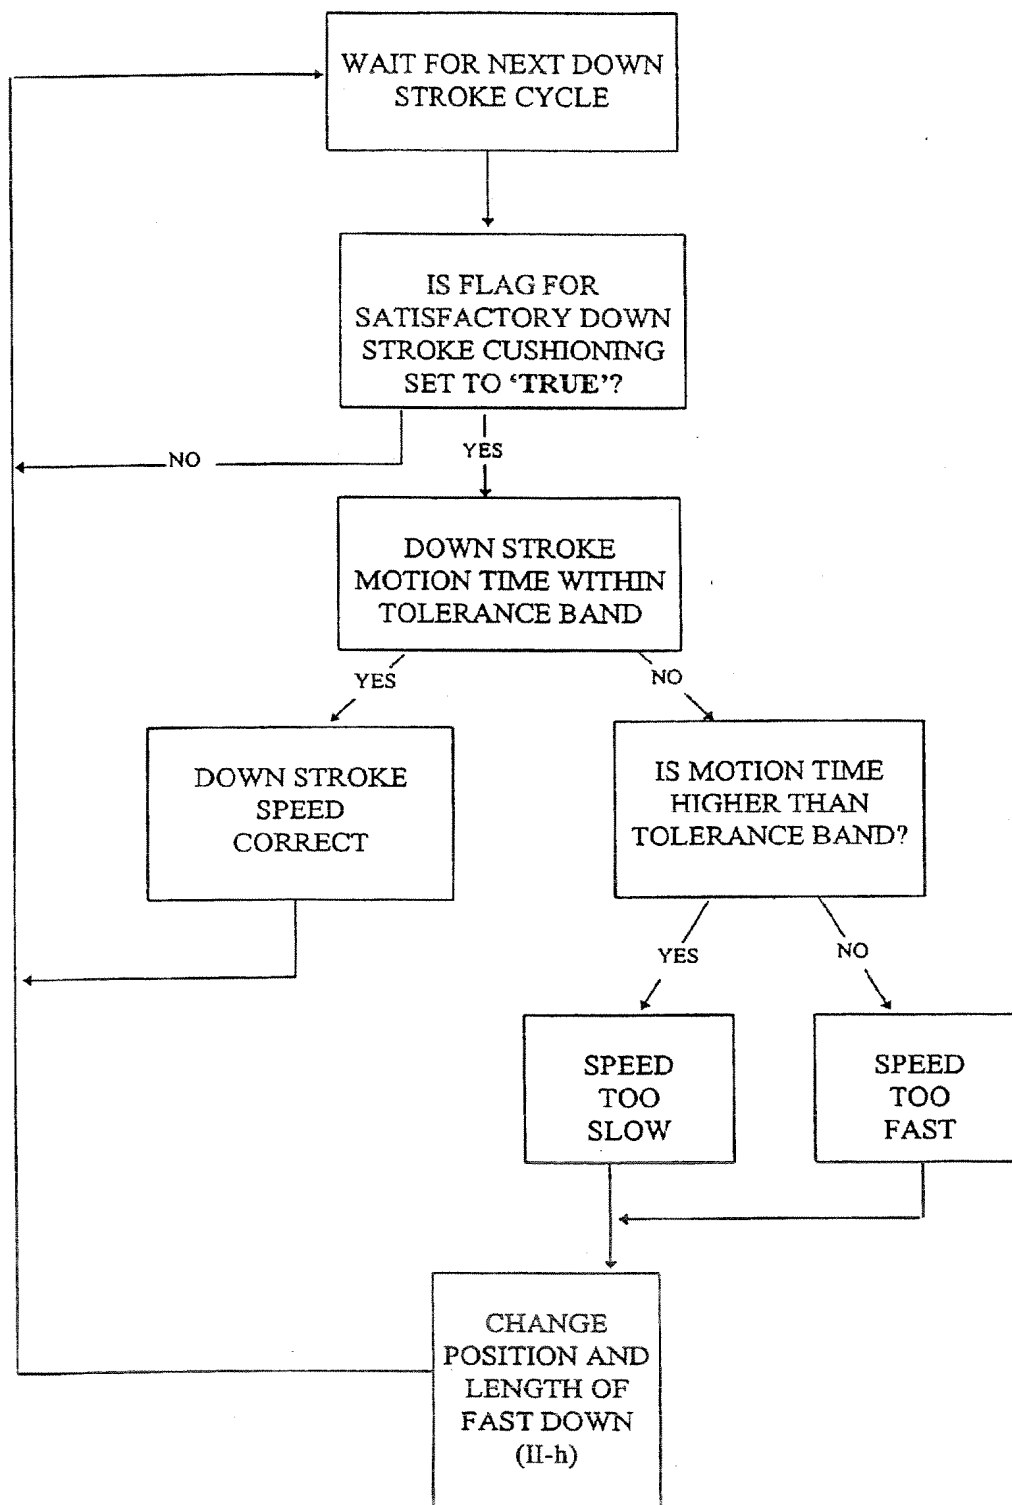 WAIT FOR NEXT DOWN
STROKE CYCLE
IS FLAG FOR
SATISFACTORY DOWN
STROKE CUSHIONING
SET TO ‘TRUE’?
NO
YES
DOWN STROKE
MOTION TIME WITHIN
TOLERANCE BAND
YES
NO
DOWN STROKE
SPEED
CORRECT
IS MOTION TIME
HIGHER THAN
TOLERANCE BAND?
YES
NO
SPEED
TOO
SLOW
SPEED
TOO
FAST
CHANGE
POSITION AND
LENGTH OF
FAST DOWN
(II-h)